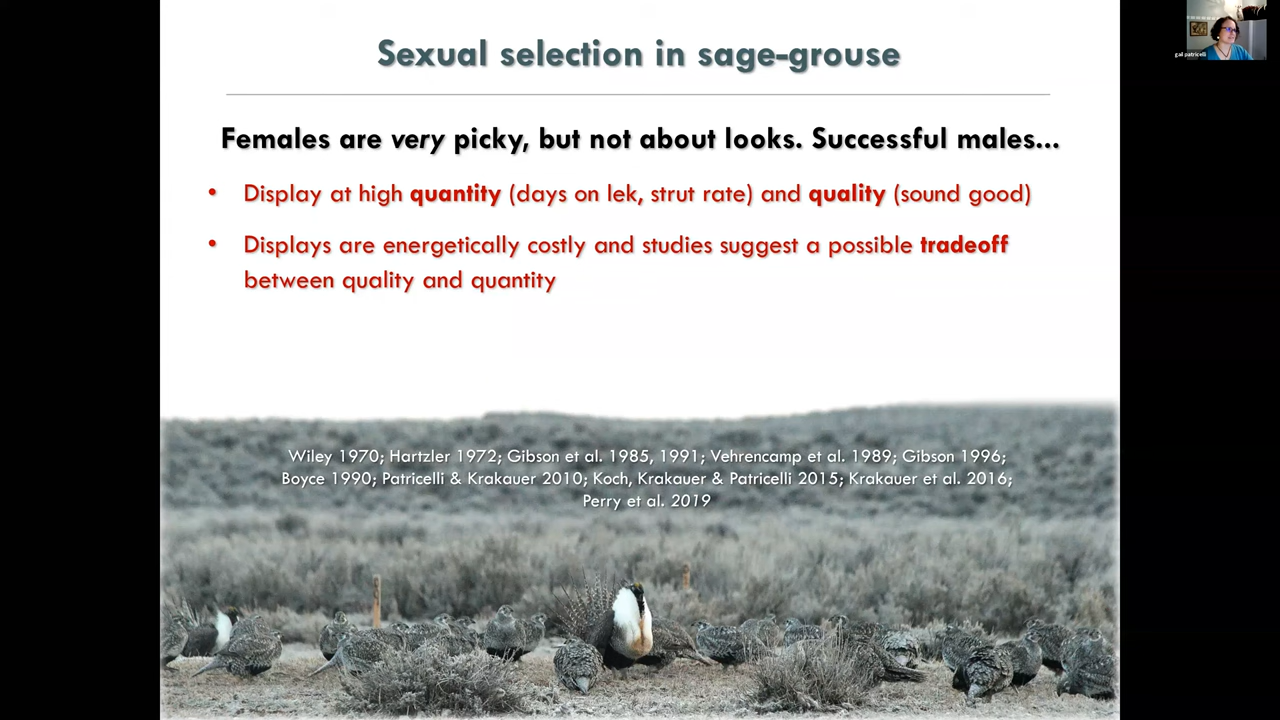 Sexual selection in sage-grouse
gail patricelli
Females are very picky, but not about looks. Successful males...
• Display at high quantity (days on lek, strut rate) and quality (sound good)
• Displays are energetically costly and studies suggest a possible tradeoff
between quality and quantity
Wiley 1970; Hartzler 1972; Gibson et al. 1985, 1991; Vehrencamp et al. 1989; Gibson 1996;
Boyce 1990; Patricelli & Krakauer 2010; Koch, Krakauer & Patricelli 2015; Krakauer et al. 2016;
Perry et al. 2019